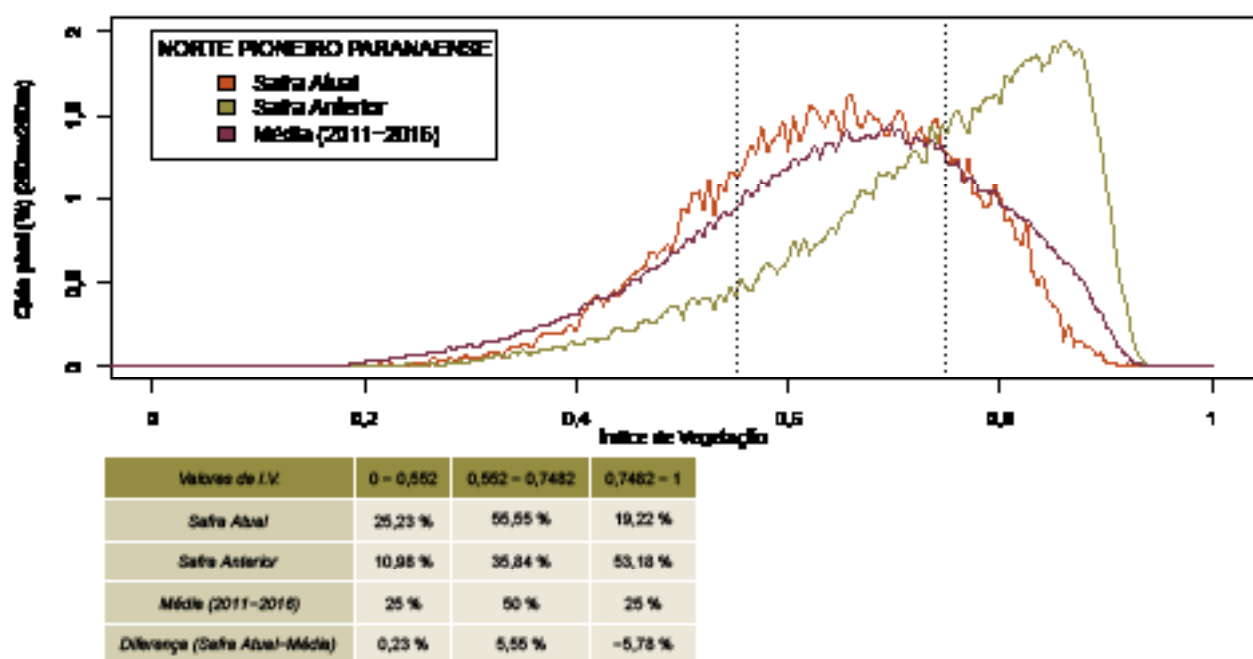 NORTE PIONEIRO PARANAENSE
Safra Atual
Safra Anterior
Média (2011-2016)
2
1,5
1
0,5
0
0 0,2 0,4 0,6 0,8 1
Índice de Vegetação
Valores de I.V. 0 - 0,552 0,552 - 0,7482 0,7482 - 1
Safra Atual 25,23 % 55,55 % 19,22 %
Safra Anterior 10,98 % 35,84 % 53,18 %
Média (2011-2016) 25 % 50 % 25 %
Diferença (Safra Atual-Média) 0,23 % 5,55 % -5,78 %